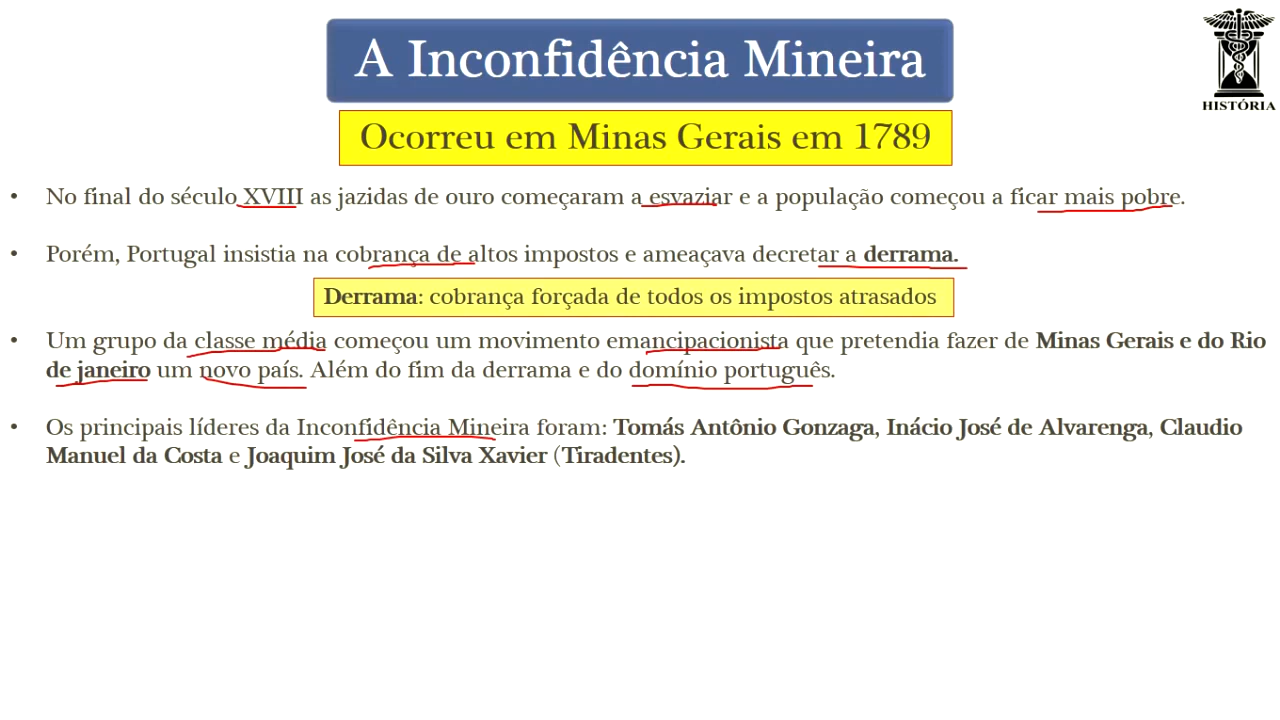 A Inconfidência Mineira
HISTÓRIA
Ocorreu em Minas Gerais em 1789
• No final do século XVIII as jazidas de ouro começaram a esvaziar e a população começou a ficar mais pobre.
• Porém, Portugal insistia na cobrança de altos impostos e ameaçava decretar a derrama.
Derrama: cobrança forçada de todos os impostos atrasados
• Um grupo da classe média começou um movimento emancipacionista que pretendia fazer de Minas Gerais e do Rio
de janeiro um novo país. Além do fim da derrama e do domínio português.
• Os principais líderes da Inconfidência Mineira foram: Tomás Antônio Gonzaga, Inácio José de Alvarenga, Claudio
Manuel da Costa e Joaquim José da Silva Xavier (Tiradentes).